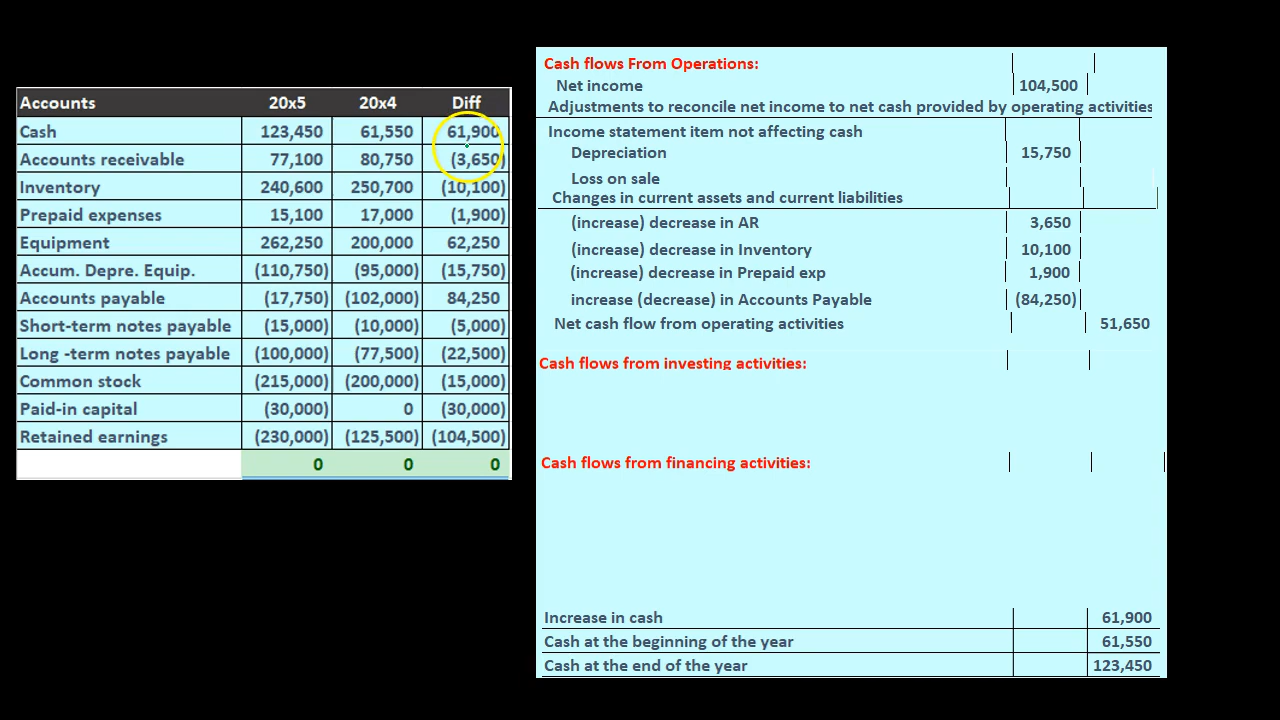 Accounts 20x5 20x4 Diff
Cash 123,450 61,550 61,900
Accounts receivable 77,100 80,750 (3,650)
Inventory 240,600 250,700 (10,100)
Prepaid expenses 15,100 17,000 (1,900)
Equipment 262,250 200,000 62,250
Accum. Depre. Equip. (110,750) (95,000) (15,750)
Accounts payable (17,750) (102,000) 84,250
Short-term notes payable (15,000) (10,000) (5,000)
Long -term notes payable (100,000) (77,500) (22,500)
Common stock (215,000) (200,000) (15,000)
Paid-in capital (30,000) 0 (30,000)
Retained earnings (230,000) (125,500) (104,500)
0 0 0
Cash flows From Operations:
Net income 104,500
Adjustments to reconcile net income to net cash provided by operating activities
Income statement item not affecting cash
Depreciation 15,750
Loss on sale
Changes in current assets and current liabilities
(increase) decrease in AR 3,650
(increase) decrease in Inventory 10,100
(increase) decrease in Prepaid exp 1,900
increase (decrease) in Accounts Payable (84,250)
Net cash flow from operating activities 51,650
Cash flows from investing activities:
Cash flows from financing activities:
Increase in cash 61,900
Cash at the beginning of the year 61,550
Cash at the end of the year 123,450